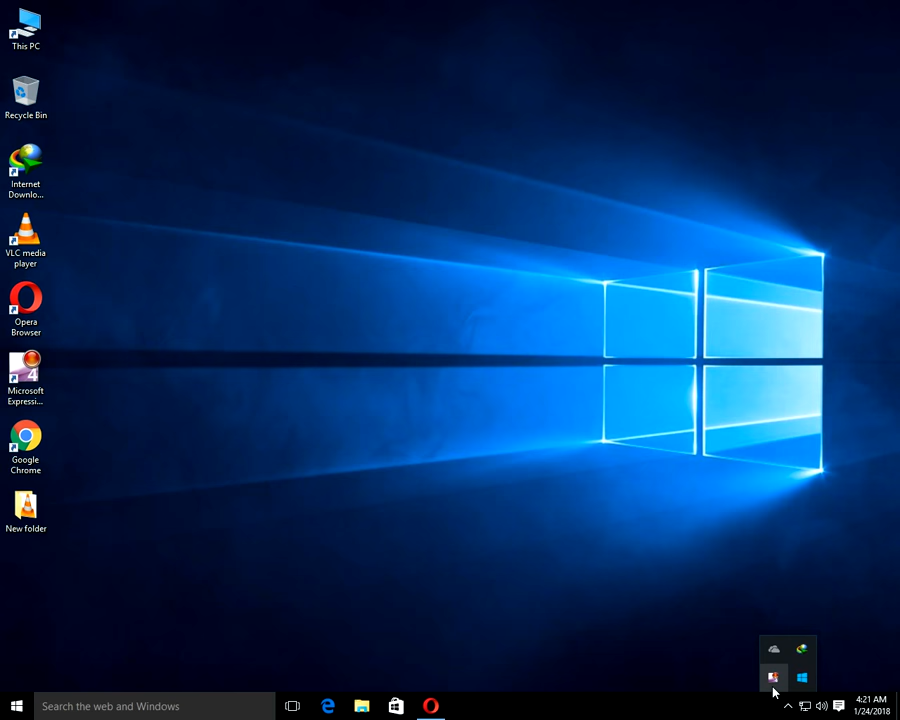 This PC
Recycle Bin
Internet
Downlo...
VLC media
player
Opera
Browser
4
Microsoft
Expressi...
Google
Chrome
New folder
Search the web and Windows
4:21 AM
1/24/2018